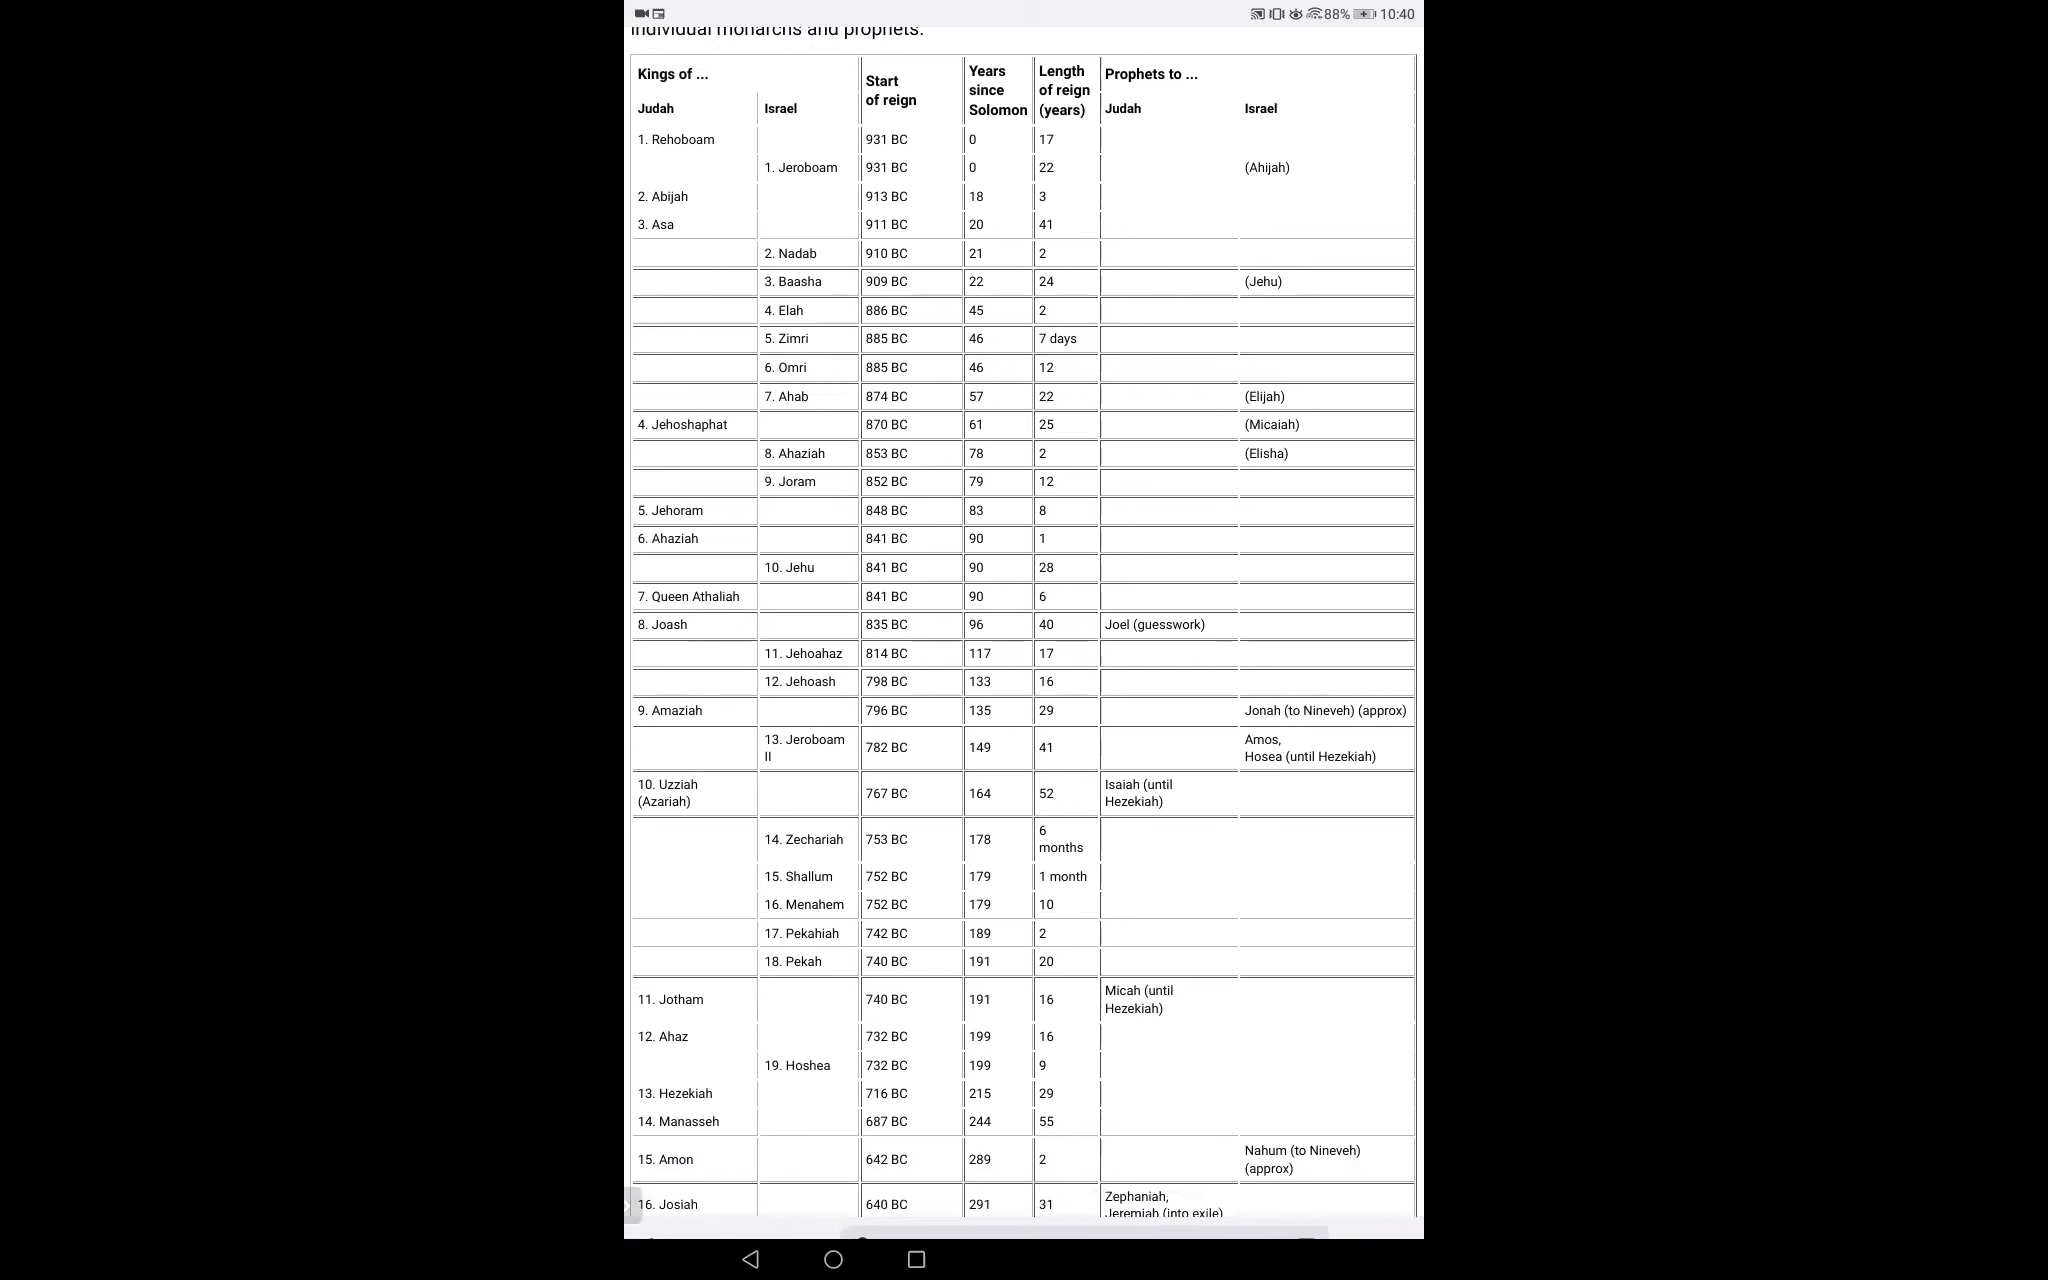 88% 10:40
individual monarchs and prophets.
Kings of ... Start of reign Years since Solomon Length of reign (years) Prophets to ...
Judah Israel Judah Israel
1. Rehoboam 931 BC 0 17
1. Jeroboam 931 BC 0 22 (Ahijah)
2. Abijah 913 BC 18 3
3. Asa 911 BC 20 41
2. Nadab 910 BC 21 2
3. Baasha 909 BC 22 24 (Jehu)
4. Elah 886 BC 45 2
5. Zimri 885 BC 46 7 days
6. Omri 885 BC 46 12
7. Ahab 874 BC 57 22 (Elijah)
4. Jehoshaphat 870 BC 61 25 (Micaiah)
8. Ahaziah 853 BC 78 2 (Elisha)
9. Joram 852 BC 79 12
5. Jehoram 848 BC 83 8
6. Ahaziah 841 BC 90 1
10. Jehu 841 BC 90 28
7. Queen Athaliah 841 BC 90 6
8. Joash 835 BC 96 40 Joel (guesswork)
11. Jehoahaz 814 BC 117 17
12. Jehoash 798 BC 133 16
9. Amaziah 796 BC 135 29 Jonah (to Nineveh) (approx)
13. Jeroboam II 782 BC 149 41 Amos, Hosea (until Hezekiah)
10. Uzziah (Azariah) 767 BC 164 52 Isaiah (until Hezekiah)
14. Zechariah 753 BC 178 6 months
15. Shallum 752 BC 179 1 month
16. Menahem 752 BC 179 10
17. Pekahiah 742 BC 189 2
18. Pekah 740 BC 191 20
11. Jotham 740 BC 191 16 Micah (until Hezekiah)
12. Ahaz 732 BC 199 16
19. Hoshea 732 BC 199 9
13. Hezekiah 716 BC 215 29
14. Manasseh 687 BC 244 55
15. Amon 642 BC 289 2 Nahum (to Nineveh) (approx)
16. Josiah 640 BC 291 31 Zephaniah, Jeremiah (into exile)